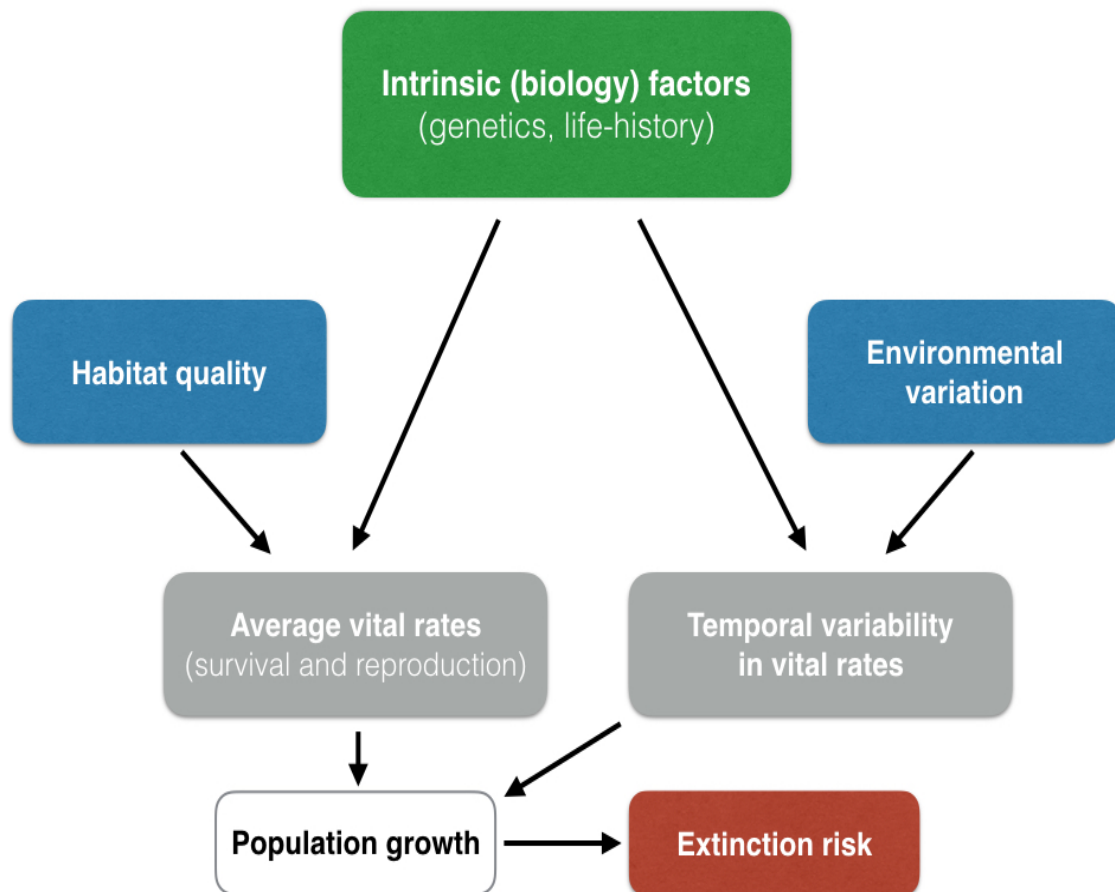 Intrinsic (biology) factors
(genetics, life-history)
Habitat quality
Environmental
variation
Average vital rates
(survival and reproduction)
Temporal variability
in vital rates
Population growth
Extinction risk